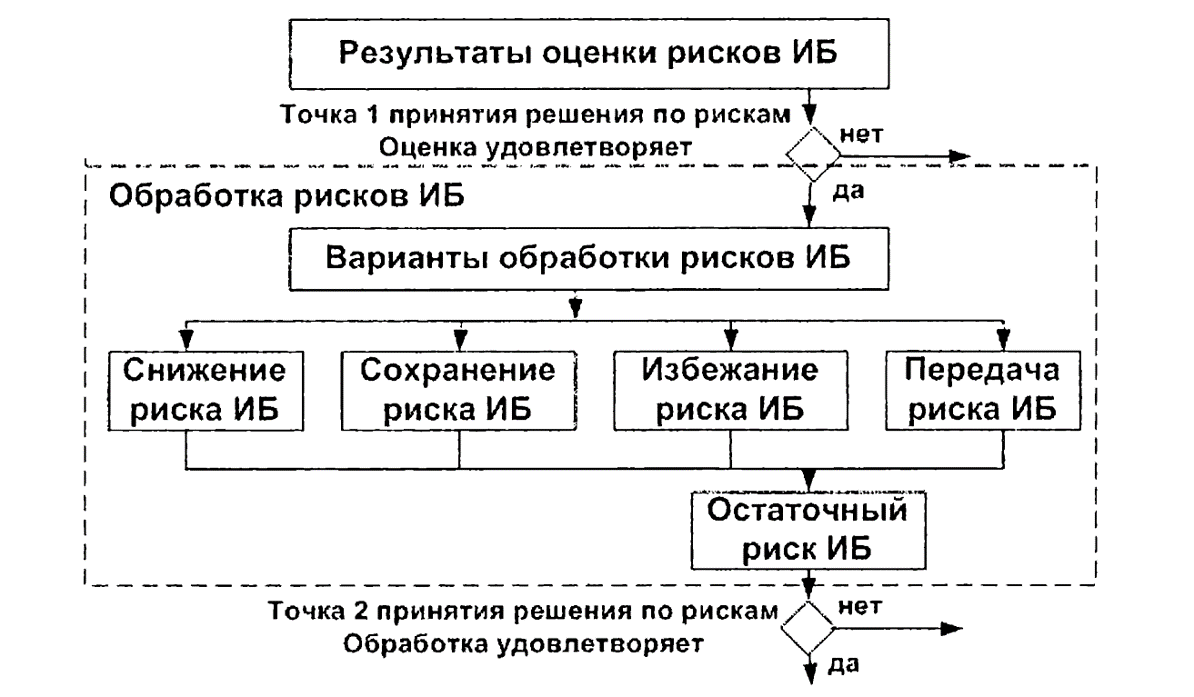 Результаты оценки рисков ИБ
Точка 1 принятия решения по рискам
Оценка удовлетворяет
нет
да
Обработка рисков ИБ
Варианты обработки рисков ИБ
Снижение
риска ИБ
Сохранение
риска ИБ
Избежание
риска ИБ
Передача
риска ИБ
Остаточный
риск ИБ
Точка 2 принятия решения по рискам
Обработка удовлетворяет
нет
да